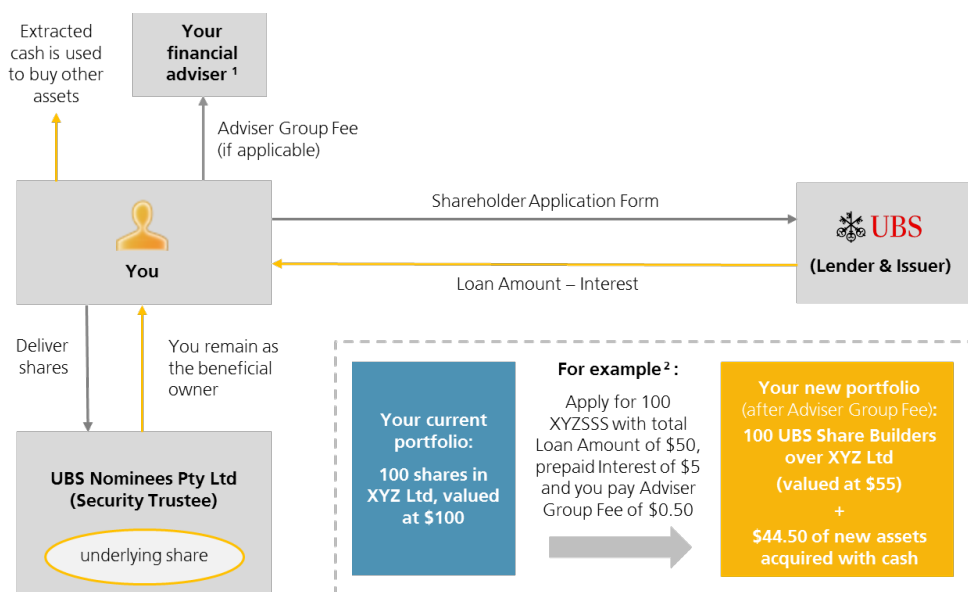 Extracted
cash is used
to buy other
assets
Your
financial
adviser 1
Adviser Group Fee
(if applicable)
You
Shareholder Application Form
Loan Amount – Interest
UBS
(Lender & Issuer)
Deliver
shares
You remain as
the beneficial
owner
UBS Nominees Pty Ltd
(Security Trustee)
underlying share
Your current
portfolio:
100 shares in
XYZ Ltd, valued
at $100
For example 2 :
Apply for 100
XYZSSS with total
Loan Amount of $50,
prepaid Interest of $5
and you pay Adviser
Group Fee of $0.50
Your new portfolio
(after Adviser Group Fee):
100 UBS Share Builders
over XYZ Ltd
(valued at $55)
+
$44.50 of new assets
acquired with cash